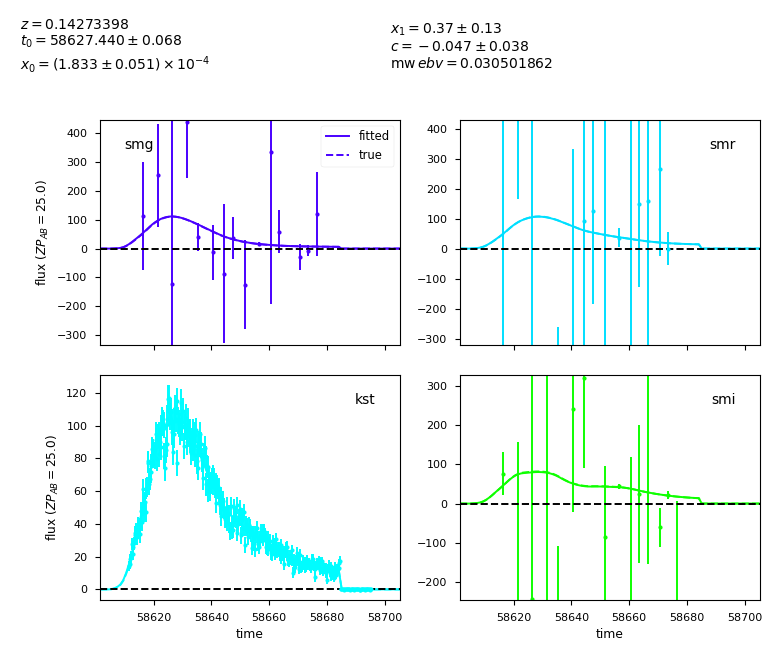 z = 0.14273398
t₀ = 58627.440 ± 0.068
x₀ = (1.833 ± 0.051) × 10⁻⁴
x₁ = 0.37 ± 0.13
c = −0.047 ± 0.038
mw ebv = 0.030501862
smg
fitted
true
flux (ZP_AB = 25.0)
400
300
200
100
0
−100
−200
−300
smr
400
300
200
100
0
−100
−200
−300
kst
flux (ZP_AB = 25.0)
120
100
80
60
40
20
0
58620 58640 58660 58680 58700
time
smi
300
200
100
0
−100
−200
58620 58640 58660 58680 58700
time